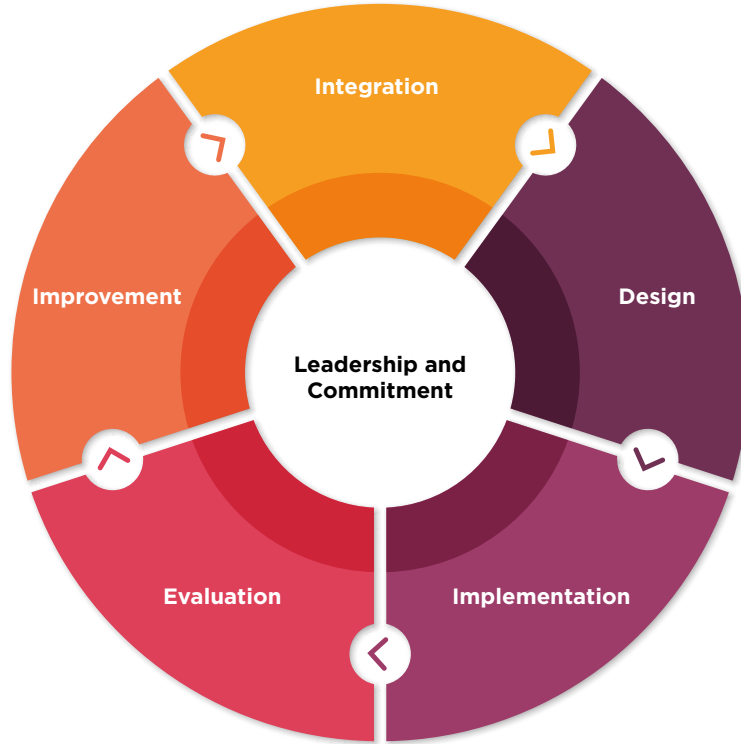 Integration
Design
Implementation
Evaluation
Improvement
Leadership and
Commitment